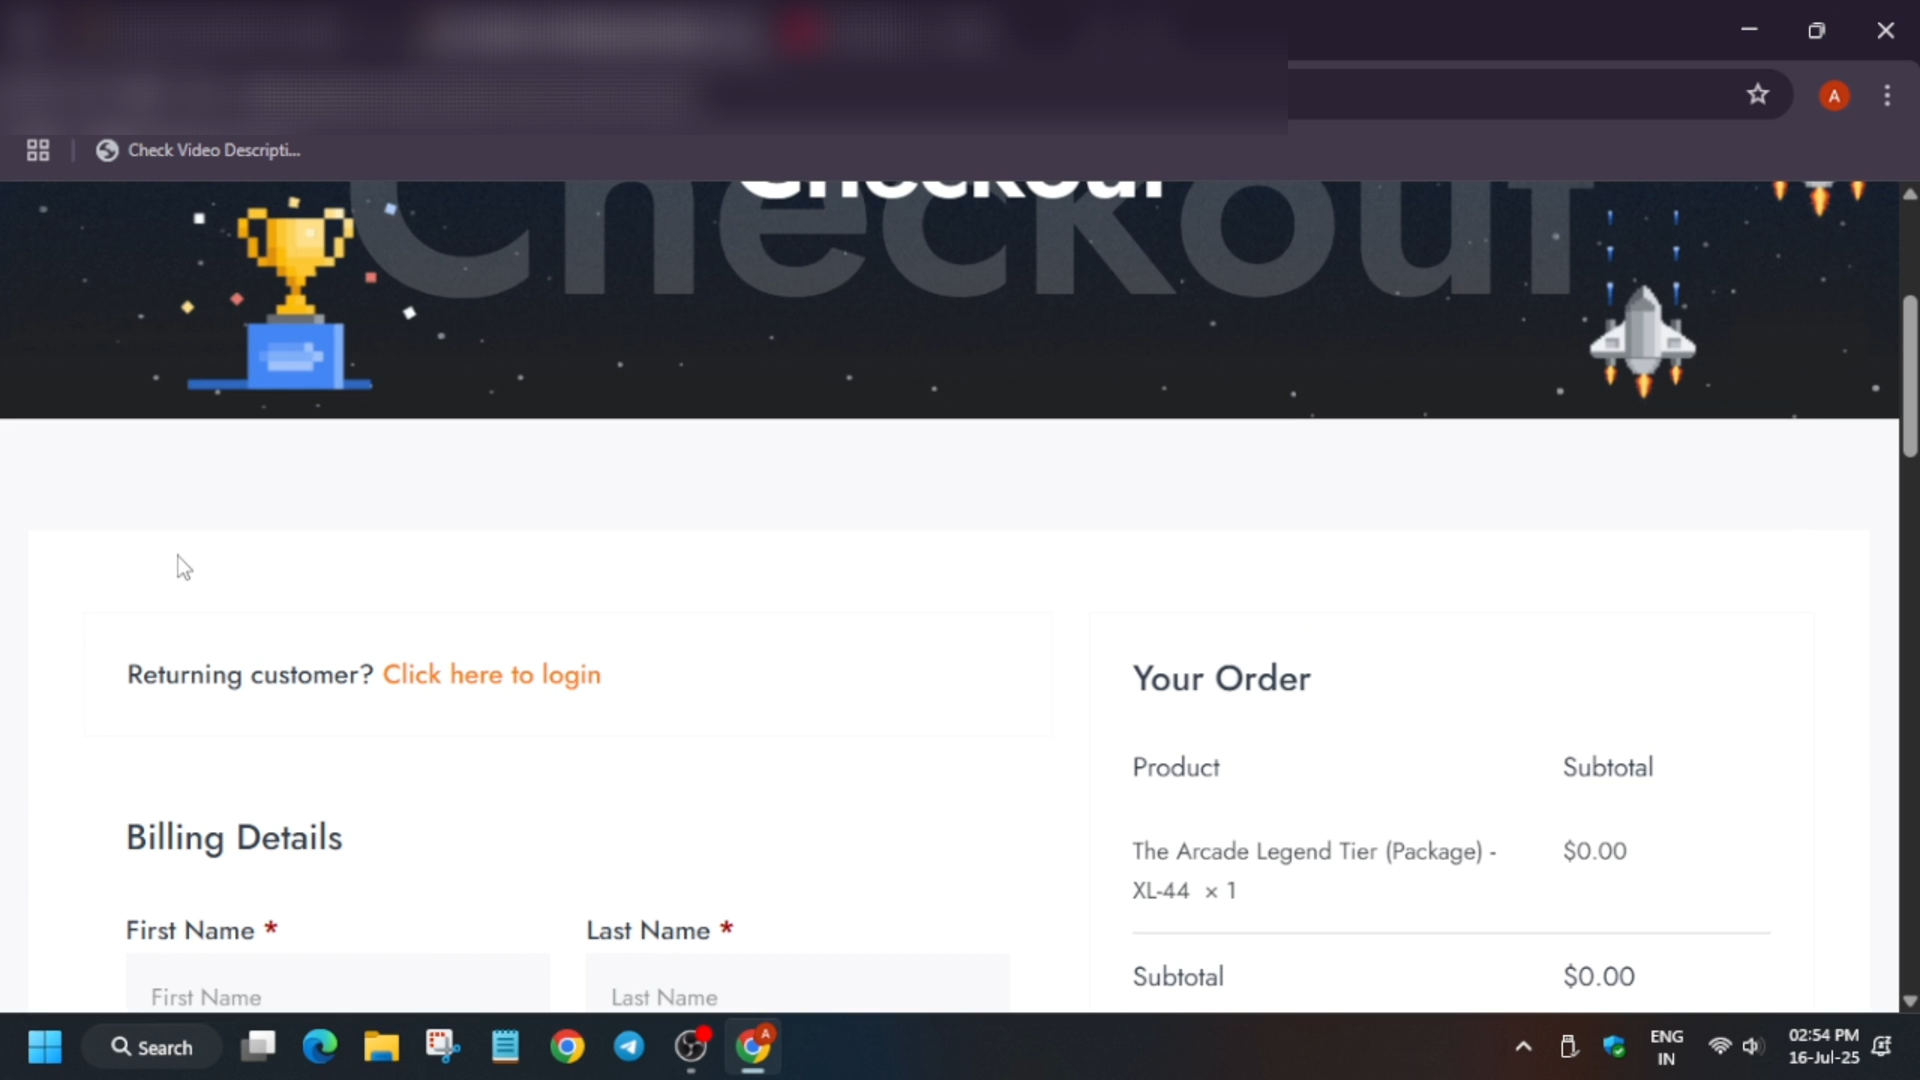 Check Video Descripti...
A
Checkout
Checkout
Returning customer? Click here to login
Your Order
Product Subtotal
The Arcade Legend Tier (Package) - $0.00
XL-44 × 1
Subtotal $0.00
Billing Details
First Name * Last Name *
First Name Last Name
Search
A
ENG
IN
02:54 PM
16-Jul-25